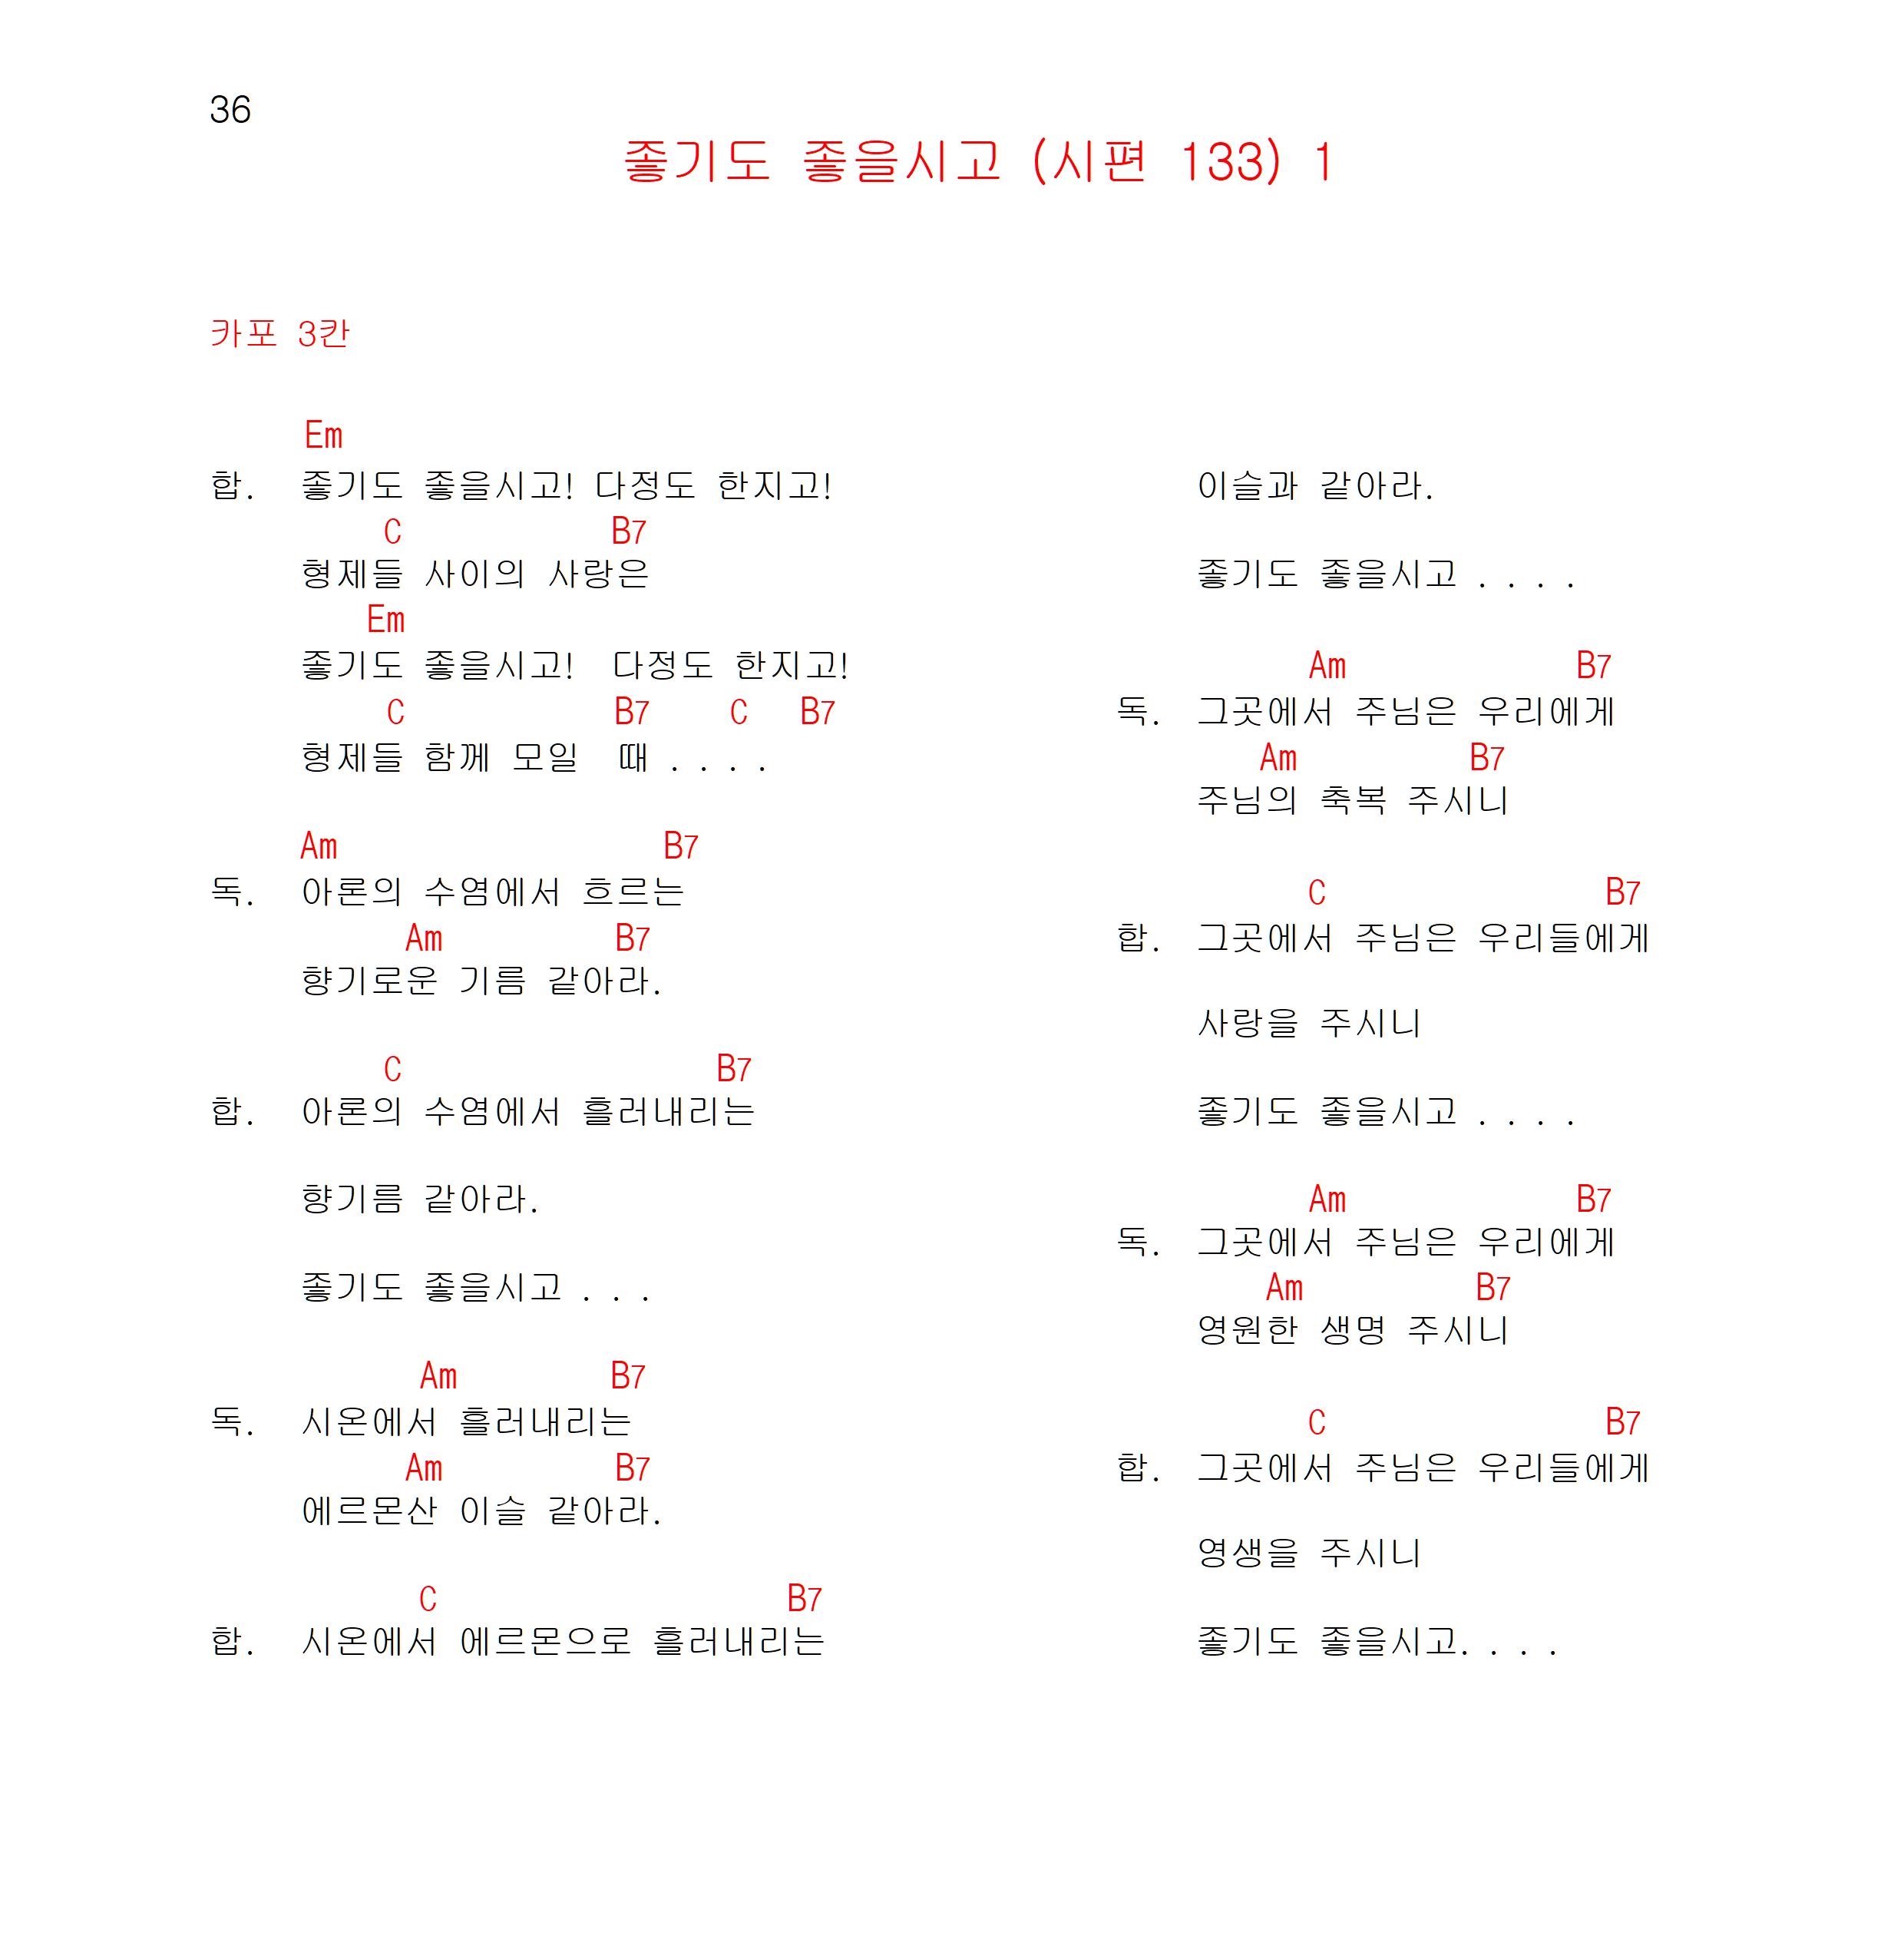 36
좋기도 좋을시고 (시편 133) 1
카포 3칸
Em
합. 좋기도 좋을시고! 다정도 한지고!
C B7
형제들 사이의 사랑은
Em
좋기도 좋을시고! 다정도 한지고!
C B7 C B7
형제들 함께 모일 때 . . . .
Am B7
독. 아론의 수염에서 흐르는
Am B7
향기로운 기름 같아라.
C B7
합. 아론의 수염에서 흘러내리는
향기름 같아라.
좋기도 좋을시고 . . .
Am B7
독. 시온에서 흘러내리는
Am B7
에르몬산 이슬 같아라.
C B7
합. 시온에서 에르몬으로 흘러내리는
이슬과 같아라.
좋기도 좋을시고 . . . .
Am B7
독. 그곳에서 주님은 우리에게
Am B7
주님의 축복 주시니
C B7
합. 그곳에서 주님은 우리들에게
사랑을 주시니
좋기도 좋을시고 . . . .
Am B7
독. 그곳에서 주님은 우리에게
Am B7
영원한 생명 주시니
C B7
합. 그곳에서 주님은 우리들에게
영생을 주시니
좋기도 좋을시고. . . .